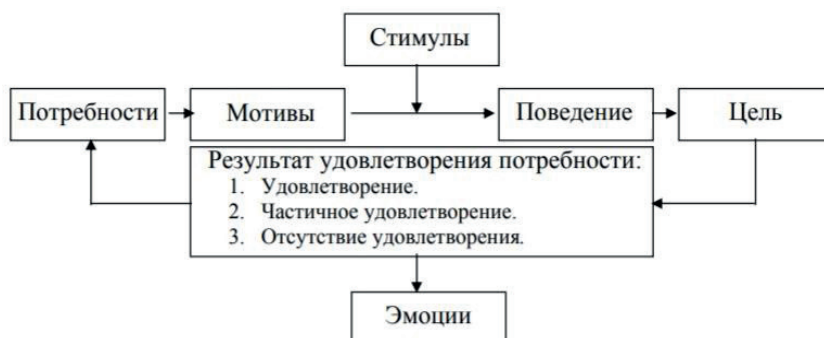 Стимулы
Потребности
Мотивы
Поведение
Цель
Результат удовлетворения потребности:
1. Удовлетворение.
2. Частичное удовлетворение.
3. Отсутствие удовлетворения.
Эмоции